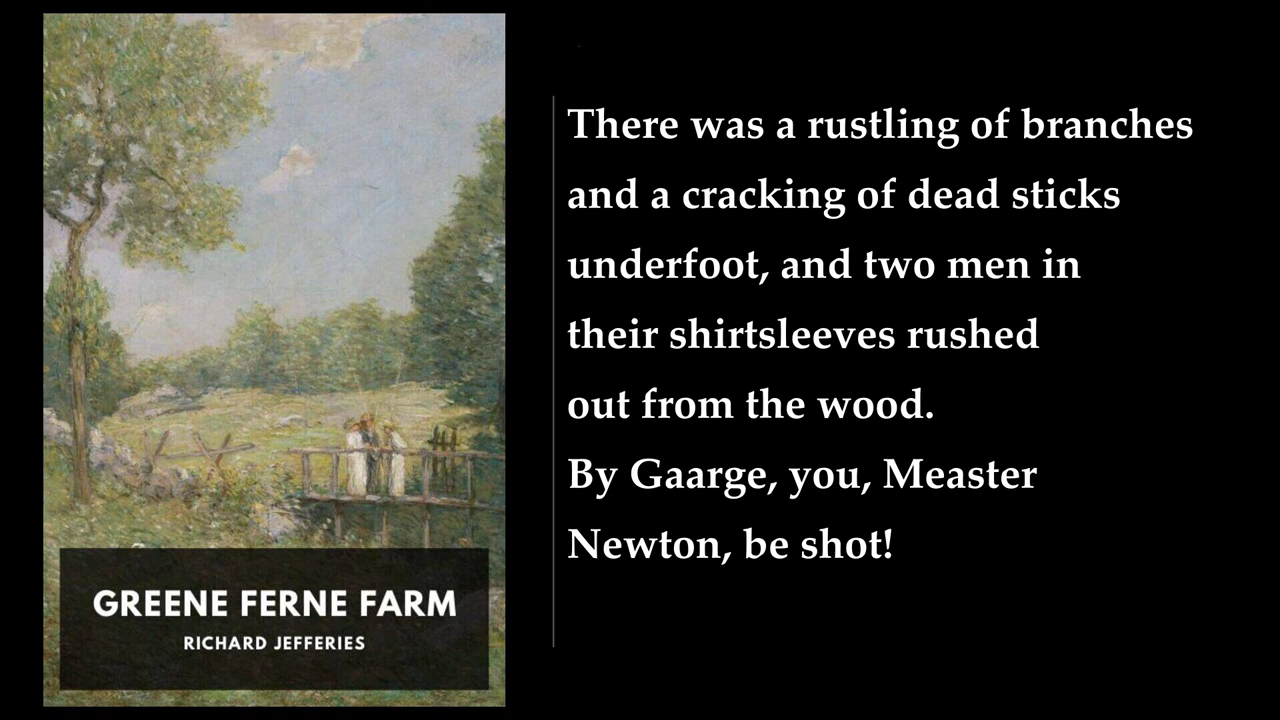 GREENE FERNE FARM
RICHARD JEFFERIES
There was a rustling of branches
and a cracking of dead sticks
underfoot, and two men in
their shirtsleeves rushed
out from the wood.
By Gaarge, you, Measter
Newton, be shot!